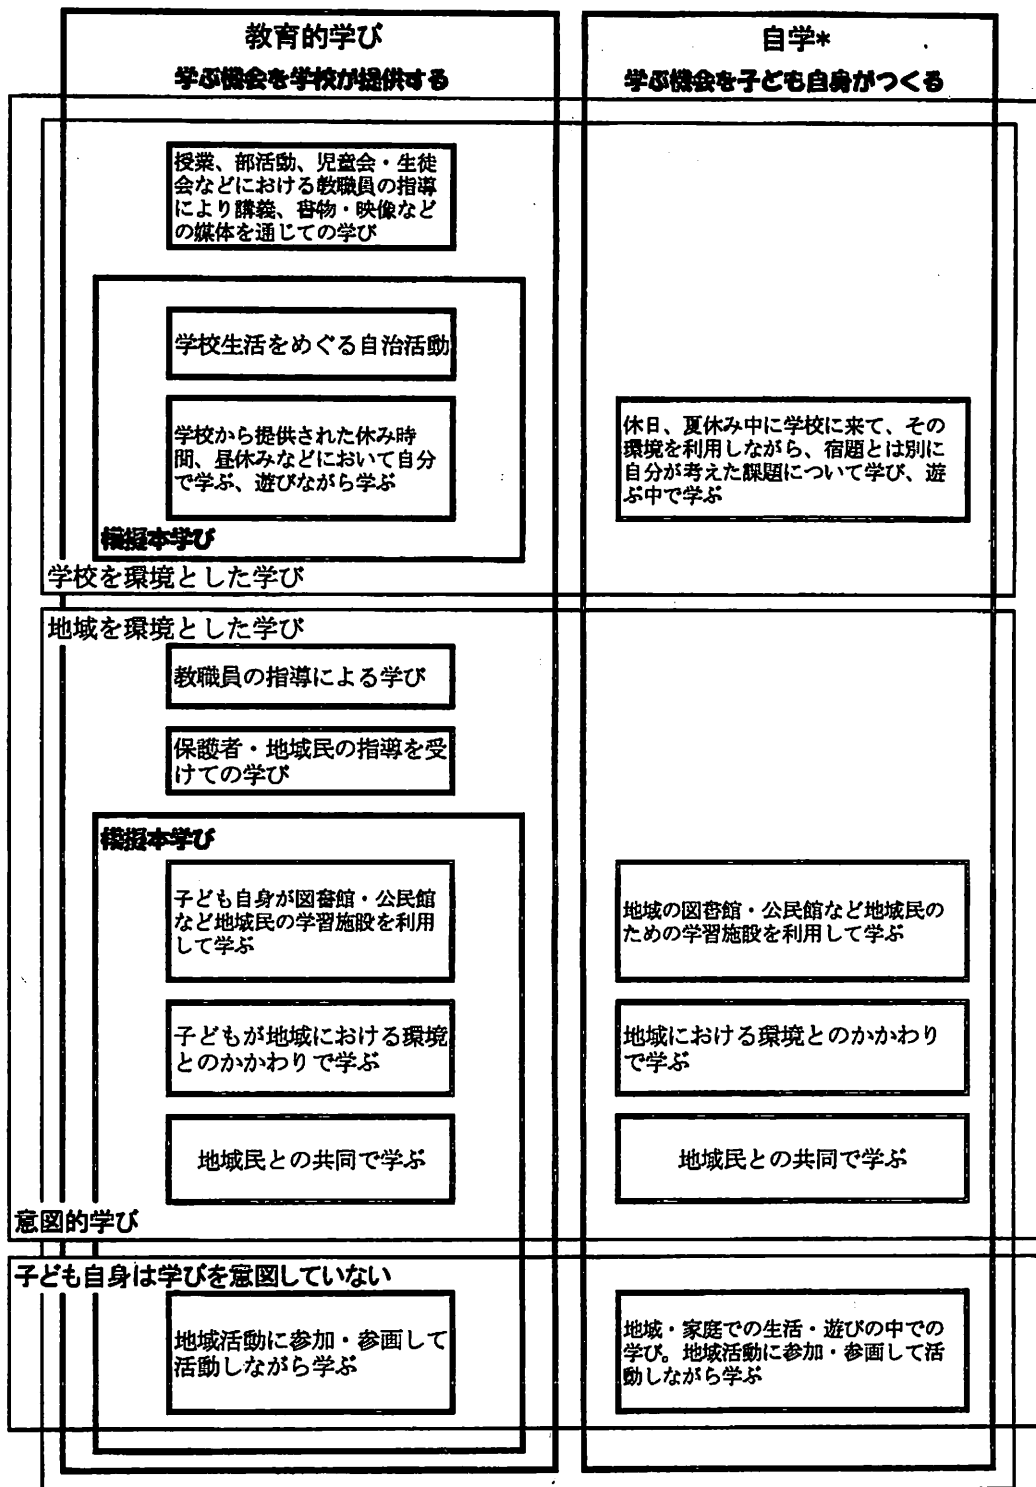 教育的学び
学ぶ機会を学校が提供する
自学*
学ぶ機会を子ども自身がつくる
授業、部活動、児童会・生徒
会などにおける教職員の指導
により講義、書物・映像など
の媒体を通じての学び
学校生活をめぐる自治活動
学校から提供された休み時
間、昼休みなどにおいて自分
で学ぶ、遊びながら学ぶ
休日、夏休み中に学校に来て、その
環境を利用しながら、宿題とは別に
自分が考えた課題について学び、遊
ぶ中で学ぶ
模擬本学び
学校を環境とした学び
地域を環境とした学び
教職員の指導による学び
保護者・地域民の指導を受
けての学び
模擬本学び
子ども自身が図書館・公民館
など地域民の学習施設を利用
して学ぶ
地域の図書館・公民館など地域民の
ための学習施設を利用して学ぶ
子どもが地域における環境
とのかかわりで学ぶ
地域における環境とのかかわり
で学ぶ
地域民との共同で学ぶ
地域民との共同で学ぶ
意図的学び
子ども自身は学びを意図していない
地域活動に参加・参画して
活動しながら学ぶ
地域・家庭での生活・遊びの中での
学び。地域活動に参加・参画して活
動しながら学ぶ